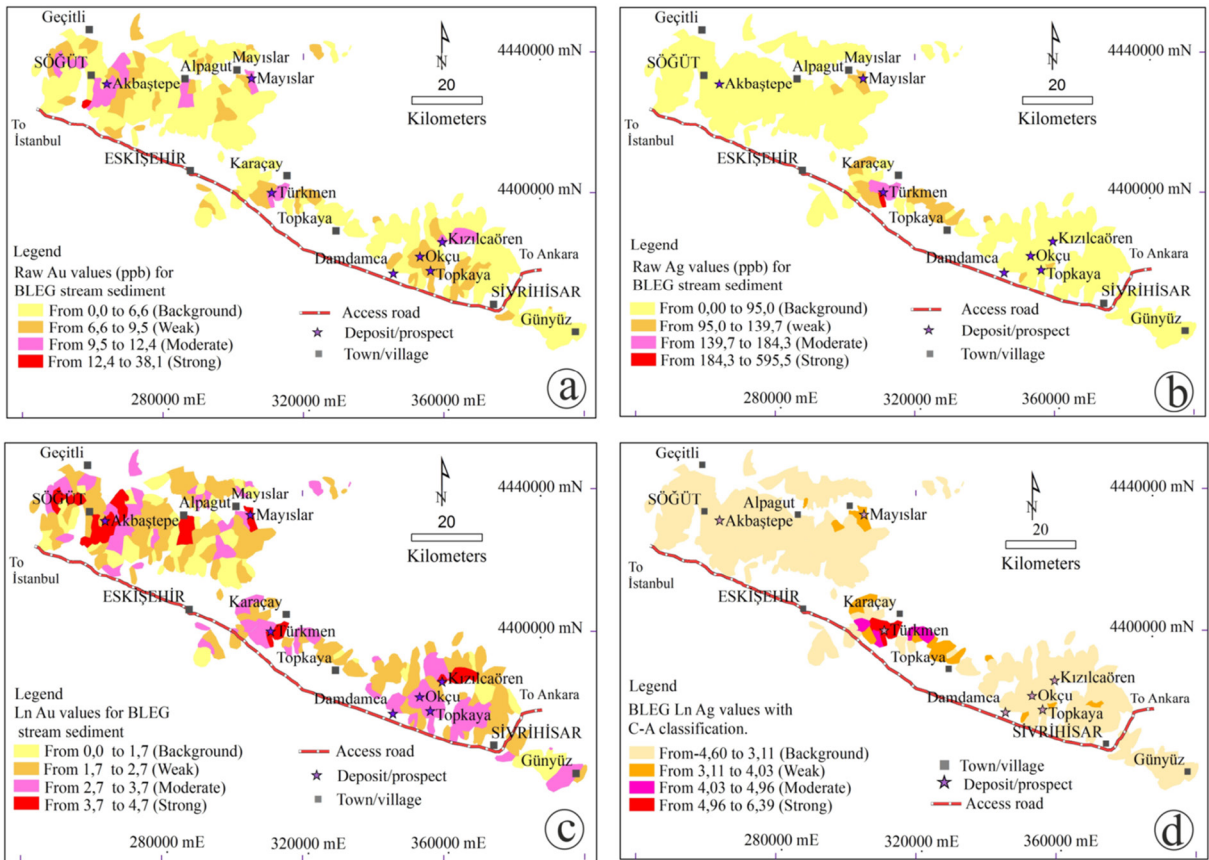 Geçitli
SÖĞÜT
Akbaştepe
Alpagut
Mayıslar
Mayıslar
N
20
Kilometers
4440000 mN
To
İstanbul
ESKİŞEHİR
Karaçay
Türkmen
Topkaya
4400000 mN
Kızılcaören
Okçu
Damdamca
Topkaya
To Ankara
SİVRİHİSAR
Günyüz
Legend
Raw Au values (ppb) for
BLEG stream sediment
From 0,0 to 6,6 (Background)
From 6,6 to 9,5 (Weak)
From 9,5 to 12,4 (Moderate)
From 12,4 to 38,1 (Strong)
Access road
Deposit/prospect
Town/village
280000 mE
320000 mE
360000 mE
a
Geçitli
SÖĞÜT
Akbaştepe
Alpagut
Mayıslar
Mayıslar
N
20
Kilometers
4440000 mN
To
İstanbul
ESKİŞEHİR
Karaçay
Türkmen
Topkaya
4400000 mN
Kızılcaören
Okçu
Damdamca
Topkaya
To Ankara
SİVRİHİSAR
Günyüz
Legend
Raw Ag values (ppb) for
BLEG stream sediment
From 0,00 to 95,0 (Background)
From 95,0 to 139,7 (weak)
From 139,7 to 184,3 (Moderate)
From 184,3 to 595,5 (Strong)
Access road
Deposit/prospect
Town/village
280000 mE
320000 mE
360000 mE
b
Geçitli
SÖĞÜT
Akbaştepe
Alpagut
Mayıslar
Mayıslar
N
20
Kilometers
4440000 mN
To
İstanbul
ESKİŞEHİR
Karaçay
Türkmen
Topkaya
4400000 mN
Kızılcaören
Okçu
Damdamca
Topkaya
To Ankara
SİVRİHİSAR
Günyüz
Legend
Ln Au values for BLEG
stream sediment
From 0,0 to 1,7 (Background)
From 1,7 to 2,7 (Weak)
From 2,7 to 3,7 (Moderate)
From 3,7 to 4,7 (Strong)
Access road
Deposit/prospect
Town/village
280000 mE
320000 mE
360000 mE
c
Geçitli
SÖĞÜT
Akbaştepe
Alpagut
Mayıslar
N
20
Kilometers
4440000 mN
To
İstanbul
ESKİŞEHİR
Karaçay
Türkmen
Topkaya
4400000 mN
Kızılcaören
Okçu
Damdamca
Topkaya
To Ankara
SİVRİHİSAR
Günyüz
Legend
BLEG Ln Ag values with
C-A classification.
From-4,60 to 3,11 (Background)
From 3,11 to 4,03 (Weak)
From 4,03 to 4,96 (Moderate)
From 4,96 to 6,39 (Strong)
Town/village
Deposit/prospect
Access road
280000 mE
320000 mE
360000 mE
d